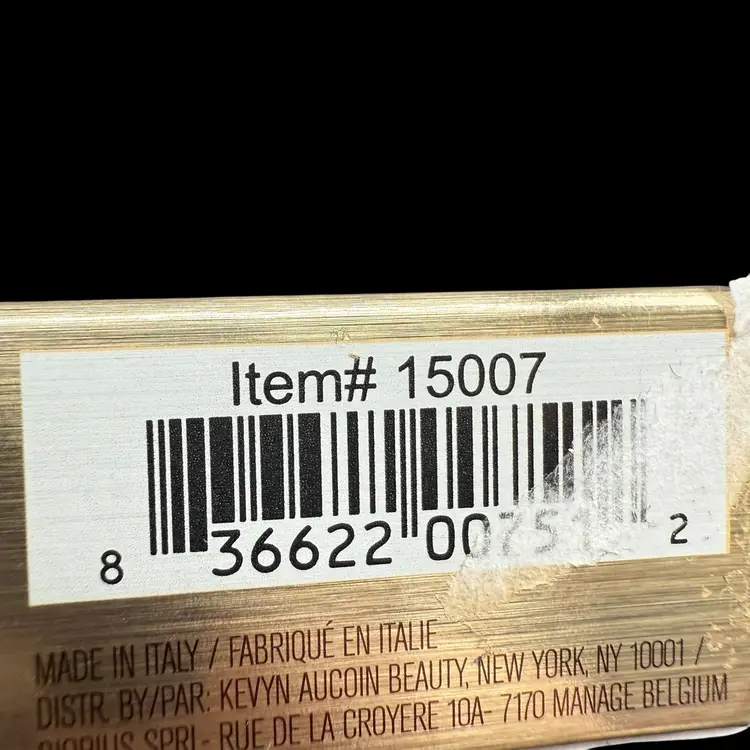 Item# 15007
8 36622 00751 2
MADE IN ITALY / FABRIQUÉ EN ITALIE
DISTR. BY/PAR: KEVYN AUCOIN BEAUTY, NEW YORK, NY 10001 /
SPRL- RUE DE LA CROYERE 10A- 7170 MANAGE BELGIUM